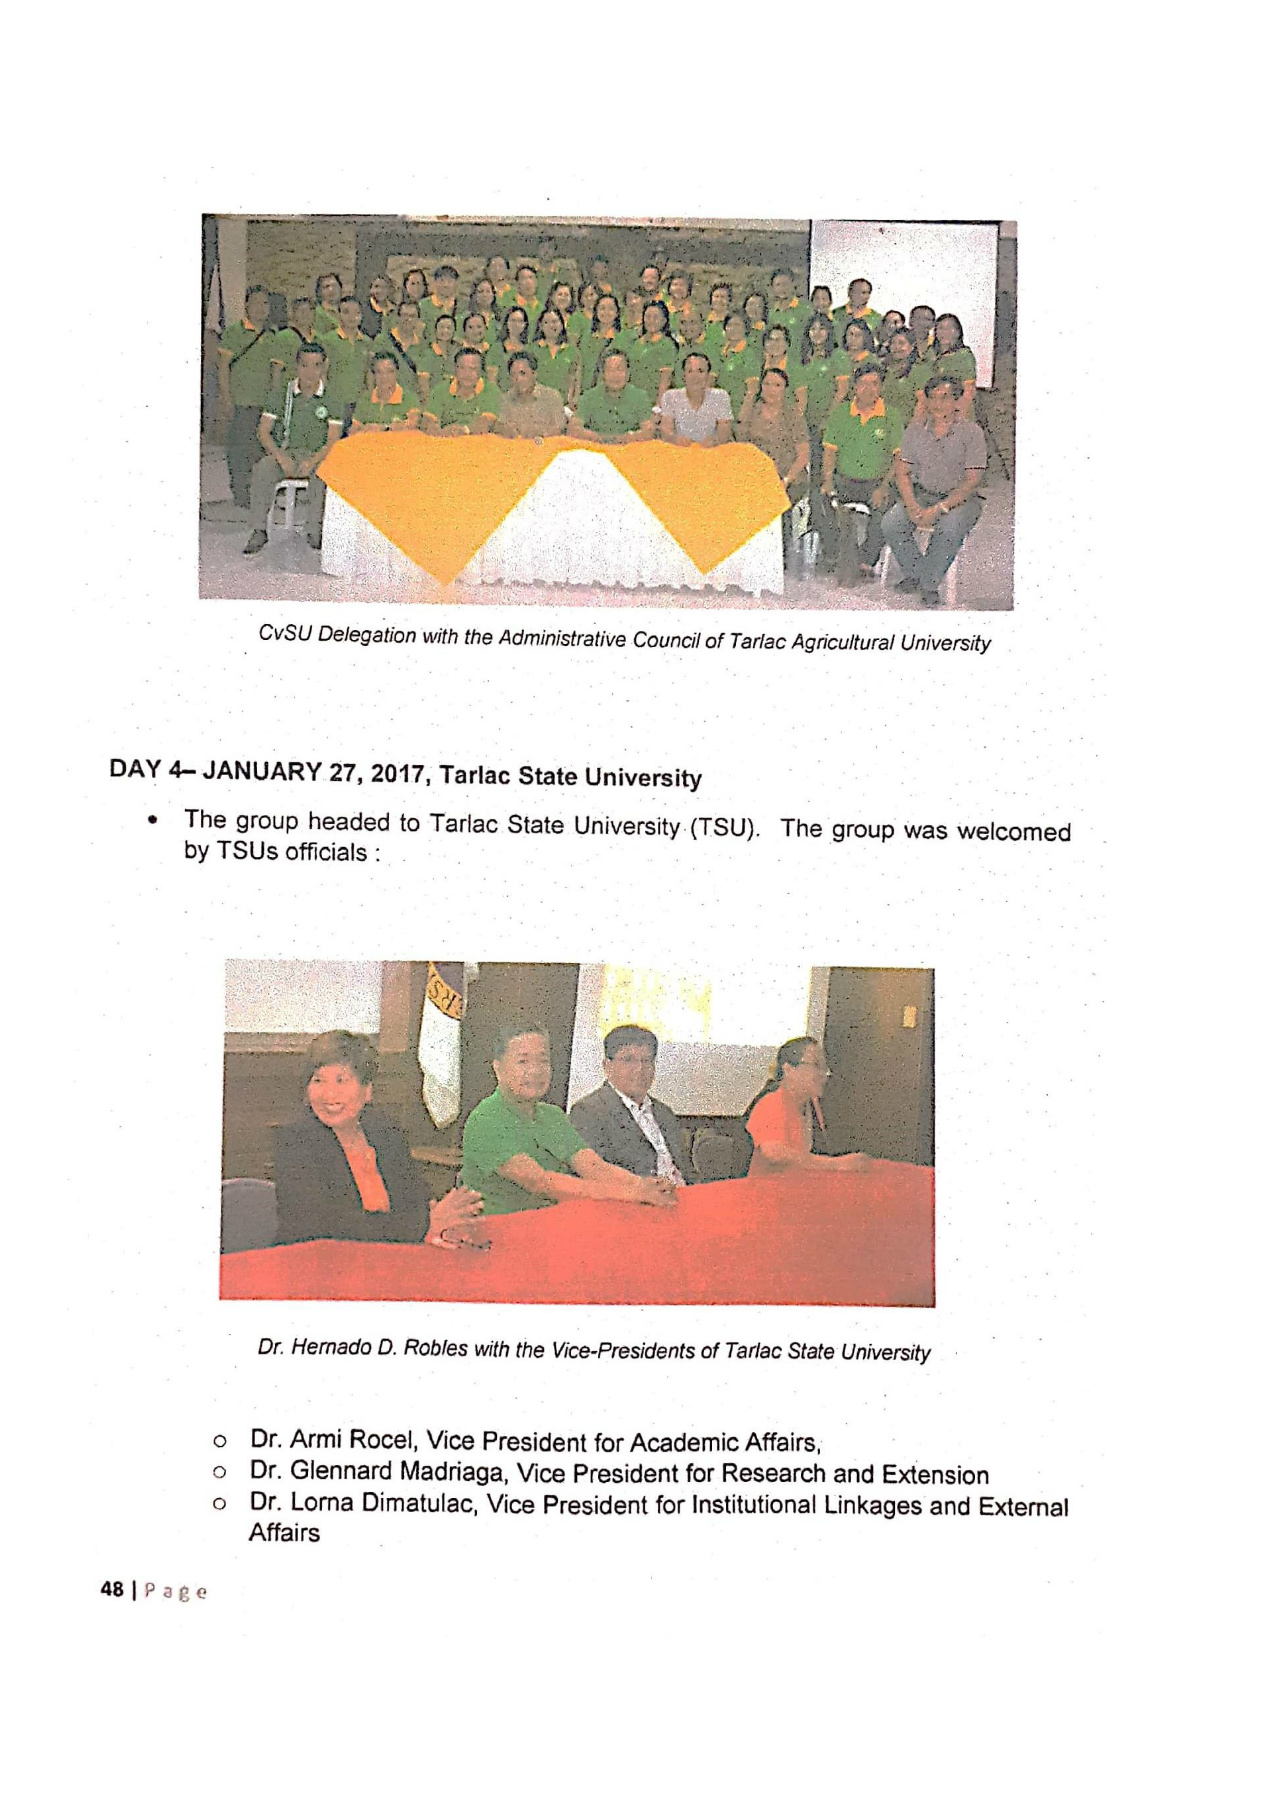 CvSU Delegation with the Administrative Council of Tarlac Agricultural University
DAY 4– JANUARY 27, 2017, Tarlac State University
• The group headed to Tarlac State University (TSU). The group was welcomed
by TSUs officials :
RSI
Dr. Hernado D. Robles with the Vice-Presidents of Tarlac State University
o Dr. Armi Rocel, Vice President for Academic Affairs,
o Dr. Glennard Madriaga, Vice President for Research and Extension
o Dr. Lorna Dimatulac, Vice President for Institutional Linkages and External
Affairs
48 | Page